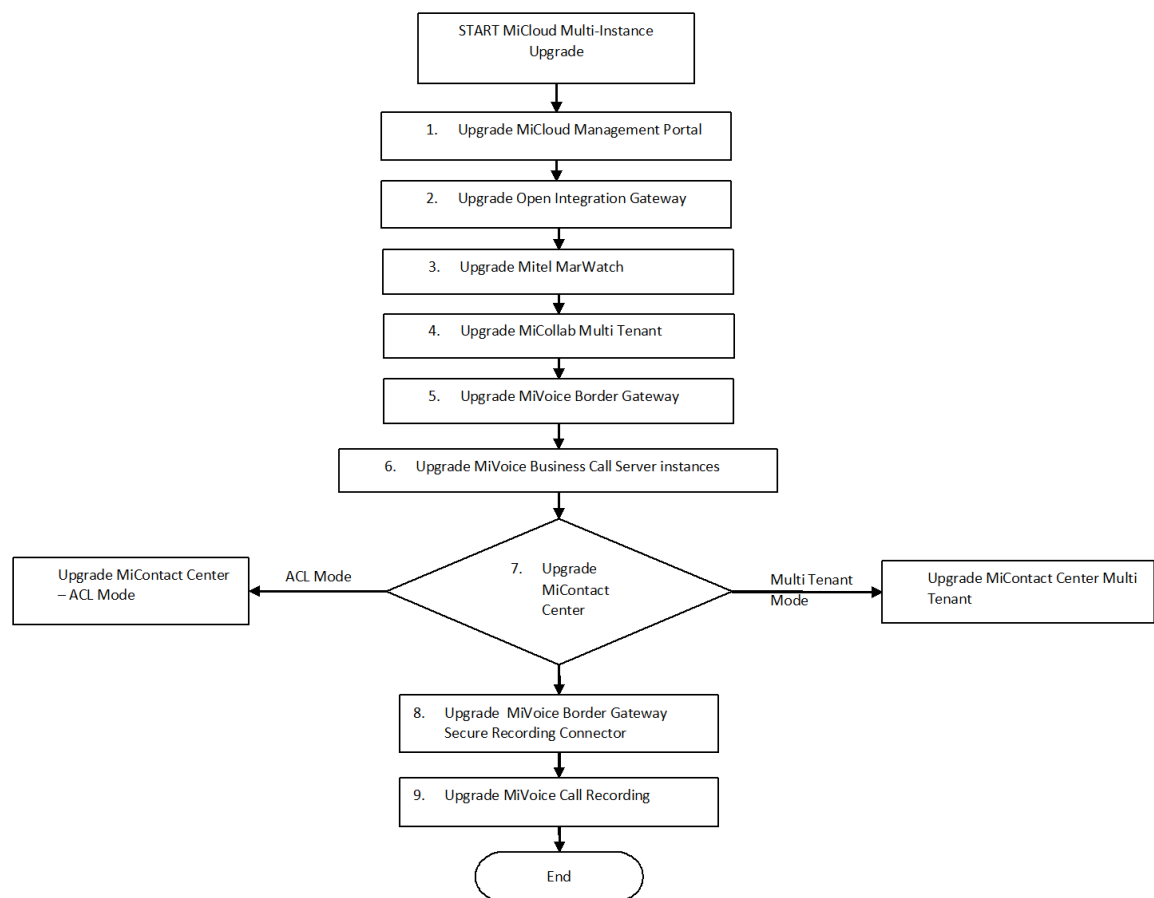 START MiCloud Multi-Instance
Upgrade
1. Upgrade MiCloud Management Portal
2. Upgrade Open Integration Gateway
3. Upgrade Mitel MarWatch
4. Upgrade MiCollab Multi Tenant
5. Upgrade MiVoice Border Gateway
6. Upgrade MiVoice Business Call Server instances
7. Upgrade
MiContact
Center
ACL Mode
Upgrade MiContact Center
– ACL Mode
Multi Tenant
Mode
Upgrade MiContact Center Multi
Tenant
8. Upgrade MiVoice Border Gateway
Secure Recording Connector
9. Upgrade MiVoice Call Recording
End